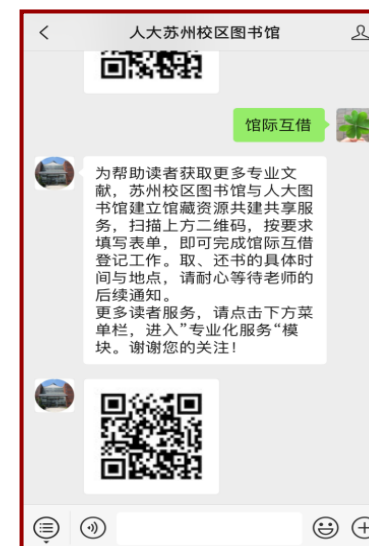 人大苏州校区图书馆
馆际互借
为帮助读者获取更多专业文
献，苏州校区图书馆与人大图
书馆建立馆藏资源共建共享服
务，扫描上方二维码，按要求
填写表单，即可完成馆际互借
登记工作。取、还书的具体时
间与地点，请耐心等待老师的
后续通知。
更多读者服务，请点击下方菜
单栏，进入”专业化服务“模
块。谢谢您的关注！